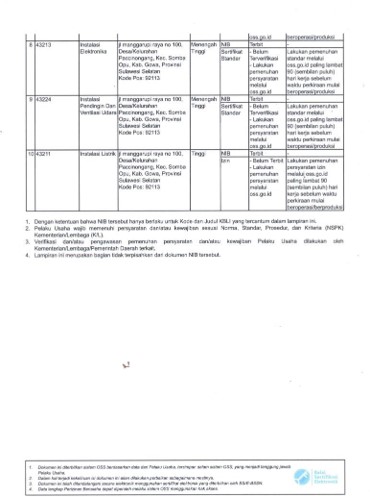 oss.go.id beroperasi/produksi
8 43213 Instalasi Elektronika jl manggarupi raya no 100, Desa/Kelurahan Paccinongang, Kec. Somba Opu, Kab. Gowa, Provinsi Sulawesi Selatan Kode Pos: 92113 Menengah Tinggi NIB Terbit -
Sertifikat Standar - Belum Terverifikasi - Lakukan pemenuhan persyaratan melalui oss.go.id Lakukan pemenuhan standar melalui oss.go.id paling lambat 90 (sembilan puluh) hari kerja sebelum waktu perkiraan mulai beroperasi/produksi
9 43224 Instalasi Pendingin Dan Ventilasi Udara jl manggarupi raya no 100, Desa/Kelurahan Paccinongang, Kec. Somba Opu, Kab. Gowa, Provinsi Sulawesi Selatan Kode Pos: 92113 Menengah Tinggi NIB Terbit -
Sertifikat Standar - Belum Terverifikasi - Lakukan pemenuhan persyaratan melalui oss.go.id Lakukan pemenuhan standar melalui oss.go.id paling lambat 90 (sembilan puluh) hari kerja sebelum waktu perkiraan mulai beroperasi/produksi
10 43211 Instalasi Listrik jl manggarupi raya no 100, Desa/Kelurahan Paccinongang, Kec. Somba Opu, Kab. Gowa, Provinsi Sulawesi Selatan Kode Pos: 92113 Tinggi NIB Terbit -
Izin - Belum Terbit - Lakukan pemenuhan persyaratan melalui oss.go.id Lakukan pemenuhan persyaratan izin melalui oss.go.id paling lambat 90 (sembilan puluh) hari kerja sebelum waktu perkiraan mulai beroperasi/berproduksi
1. Dengan ketentuan bahwa NIB tersebut hanya berlaku untuk Kode dan Judul KBLI yang tercantum dalam lampiran ini.
2. Pelaku Usaha wajib memenuhi persyaratan dan/atau kewajiban sesuai Norma, Standar, Prosedur, dan Kriteria (NSPK)
Kementerian/Lembaga (K/L).
3. Verifikasi dan/atau pengawasan pemenuhan persyaratan dan/atau kewajiban Pelaku Usaha dilakukan oleh
Kementerian/Lembaga/Pemerintah Daerah terkait.
4. Lampiran ini merupakan bagian tidak terpisahkan dari dokumen NIB tersebut.
1. Dokumen ini diterbitkan sistem OSS berdasarkan data dari Pelaku Usaha, tersimpan dalam sistem OSS, yang menjadi tanggung jawab
Pelaku Usaha.
2. Dalam hal terjadi kekeliruan isi dokumen ini akan dilakukan perbaikan sebagaimana mestinya.
3. Dokumen ini telah ditandatangani secara elektronik menggunakan sertifikat elektronik yang diterbitkan oleh BSrE-BSSN.
4. Data lengkap Perizinan Berusaha dapat diperoleh melalui sistem OSS menggunakan hak akses.
Balai
Sertifikasi
Elektronik